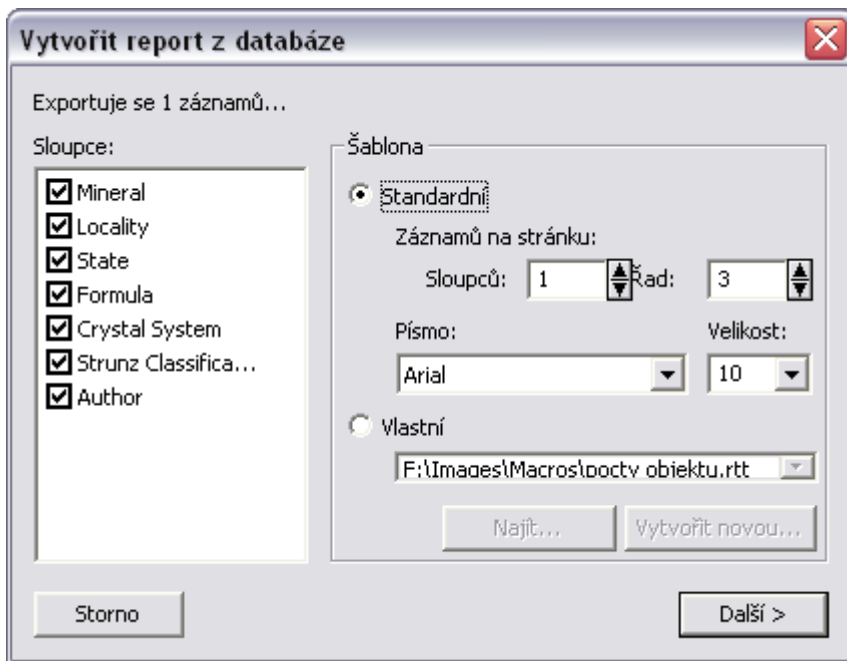 Vytvořit report z databáze
Exportuje se 1 záznamů...
Sloupce:
Mineral
Locality
State
Formula
Crystal System
Strunz Classifica...
Author
Šablona
Standardní
Záznamů na stránku:
Sloupců: 1 Řad: 3
Písmo: Velikost:
Arial 10
Vlastní
F:\Images\Macros\pocty objektu.rtt
Najít... Vytvořit novou...
Storno Další >